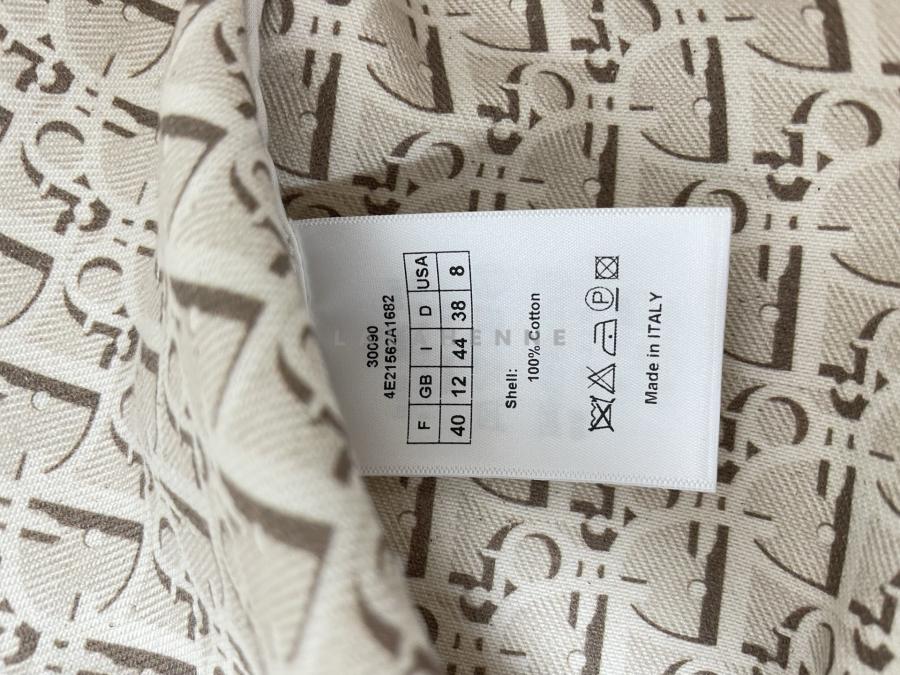 30090
4E21562A1682
F GB I D USA
40 12 44 38 8
Shell:
100% Cotton
P
Made in ITALY